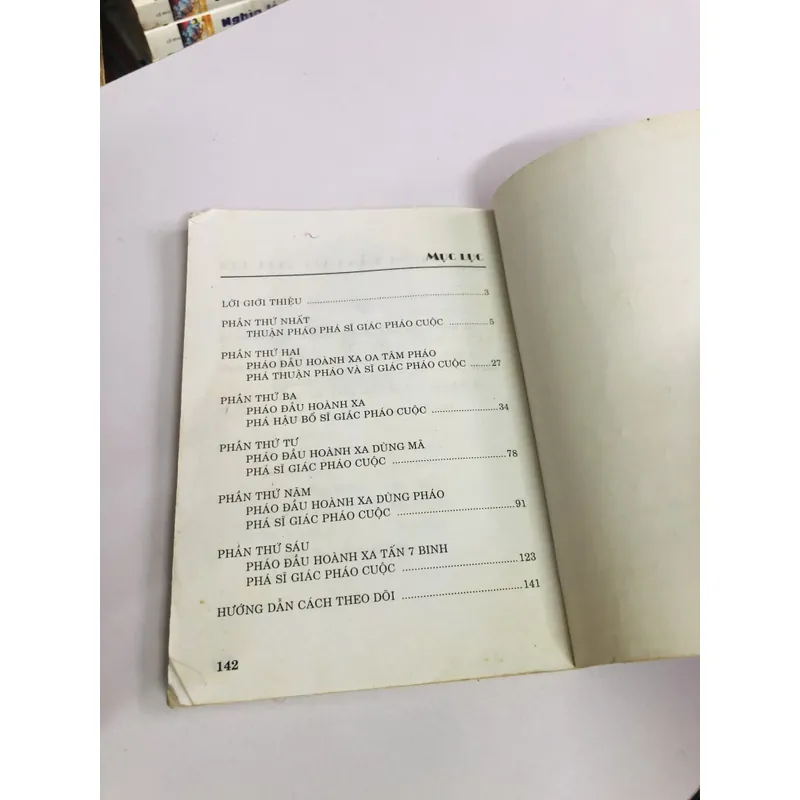 Nghìn lẻ
MỤC LỤC
LỜI GIỚI THIỆU ........ 3
PHẦN THỨ NHẤT
THUẬN PHÁO PHÁ SĨ GIÁC PHÁO CUỘC ........ 5
PHẦN THỨ HAI
PHÁO ĐẦU HOÀNH XA OA TÂM PHÁO
PHÁ THUẬN PHÁO VÀ SĨ GIÁC PHÁO CUỘC ........ 27
PHẦN THỨ BA
PHÁO ĐẦU HOÀNH XA
PHÁ HẬU BỔ SĨ GIÁC PHÁO CUỘC ........ 34
PHẦN THỨ TƯ
PHÁO ĐẦU HOÀNH XA DÙNG MÃ
PHÁ SĨ GIÁC PHÁO CUỘC ........ 78
PHẦN THỨ NĂM
PHÁO ĐẦU HOÀNH XA DÙNG PHÁO
PHÁ SĨ GIÁC PHÁO CUỘC ........ 91
PHẦN THỨ SÁU
PHÁO ĐẦU HOÀNH XA TẤN 7 BINH
PHÁ SĨ GIÁC PHÁO CUỘC ........ 123
HƯỚNG DẪN CÁCH THEO DÕI ........ 141
142